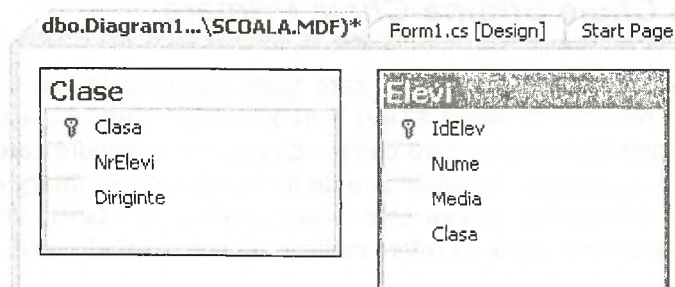 dbo.Diagram1...\SCOALA.MDF)* Form1.cs [Design] Start Page
Clase
Clasa
NrElevi
Diriginte
Elevi
IdElev
Nume
Media
Clasa